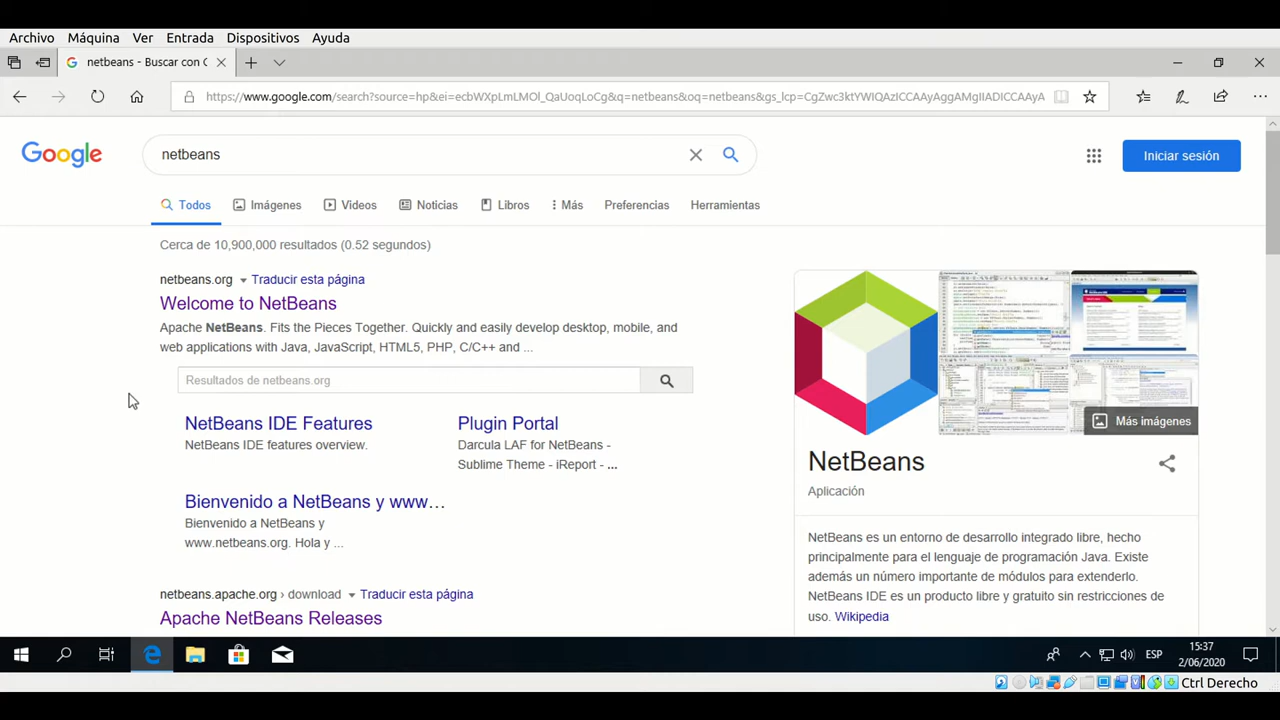 Archivo Máquina Ver Entrada Dispositivos Ayuda
netbeans - Buscar con G
https://www.google.com/search?source=hp&ei=ecbWXpLmLMOl_QaUoqLoCg&q=netbeans&oq=netbeans&gs_lcp=CgZwc3ktYWIQAzICCAAyAggAMgIIADICCAAyA
Google
netbeans
Iniciar sesión
Todos Imágenes Videos Noticias Libros Más Preferencias Herramientas
Cerca de 10,900,000 resultados (0.52 segundos)
netbeans.org Traducir esta página
Welcome to NetBeans
Apache NetBeans Together. Quickly and easily develop desktop, mobile, and
web applications Java, JavaScript, HTML5, PHP, C/C++ and ...
Resultados de netbeans.org
NetBeans IDE Features
NetBeans IDE features overview.
Plugin Portal
Darcula LAF for NetBeans -
Sublime Theme - iReport - ...
Bienvenido a NetBeans y www…
Bienvenido a NetBeans y
www.netbeans.org. Hola y ...
netbeans.apache.org › download Traducir esta página
Apache NetBeans Releases
Más imágenes
NetBeans
Aplicación
NetBeans es un entorno de desarrollo integrado libre, hecho
principalmente para el lenguaje de programación Java. Existe
además un número importante de módulos para extenderlo.
NetBeans IDE es un producto libre y gratuito sin restricciones de
uso. Wikipedia
ESP
15:37
2/06/2020
Ctrl Derecho